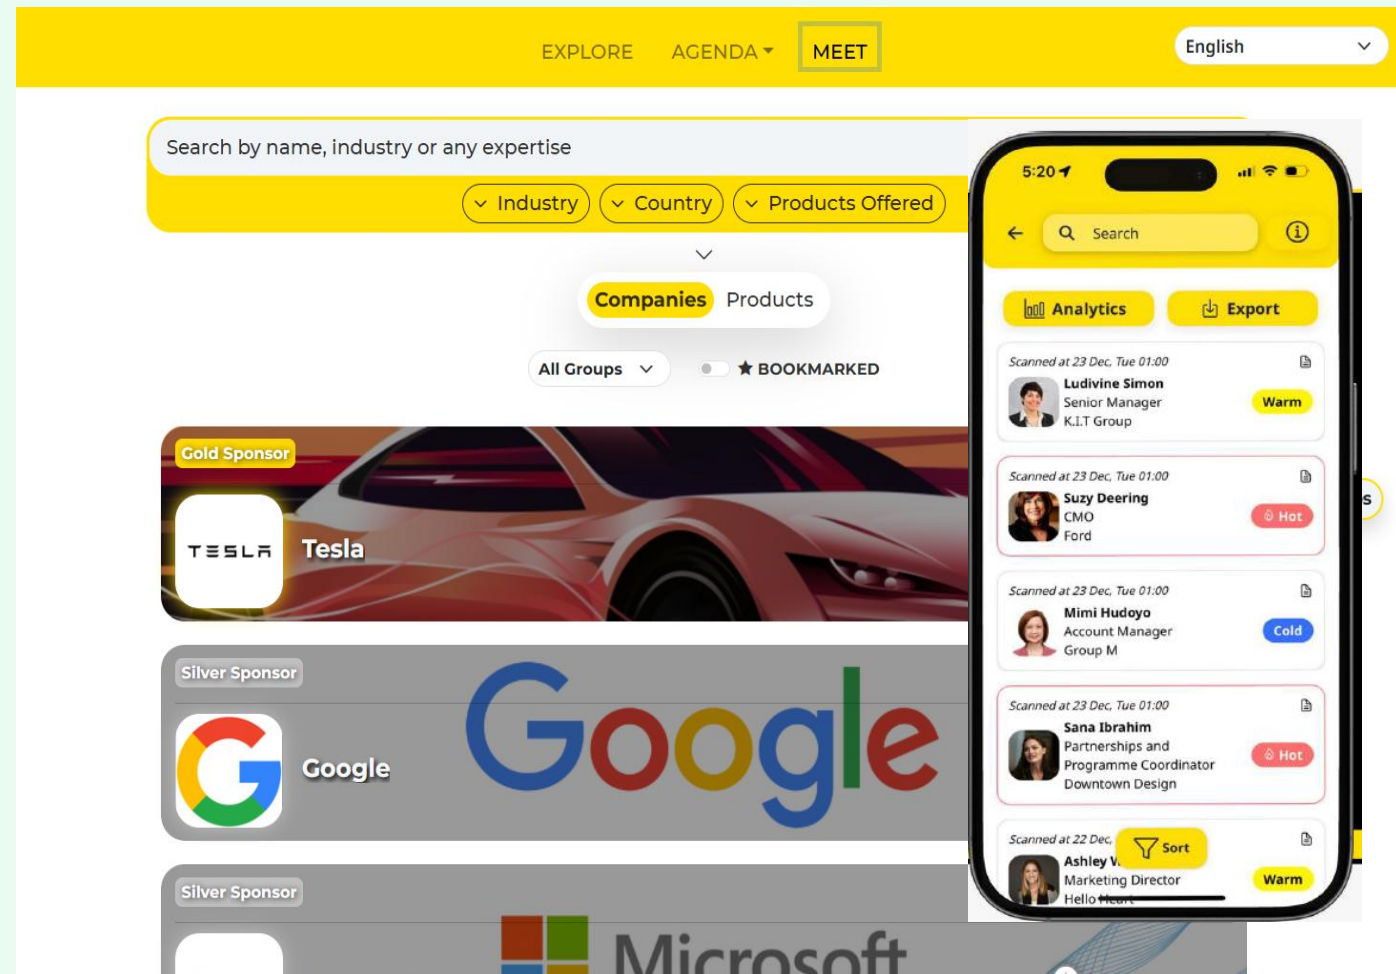 EXPLORE AGENDA MEET
English
Search by name, industry or any expertise
Industry Country Products Offered
Companies Products
All Groups BOOKMARKED
Gold Sponsor
TESLA
Tesla
Silver Sponsor
Google
G
Google
Silver Sponsor
Microsoft
5:20
Search
Analytics Export
Scanned at 23 Dec, Tue 01:00
Ludivine Simon
Senior Manager
K.I.T Group
Warm
Scanned at 23 Dec, Tue 01:00
Suzy Deering
CMO
Ford
Hot
Scanned at 23 Dec, Tue 01:00
Mimi Hudoyo
Account Manager
Group M
Cold
Scanned at 23 Dec, Tue 01:00
Sana Ibrahim
Partnerships and
Programme Coordinator
Downtown Design
Hot
Scanned at 22 Dec,
Sort
Ashley
Marketing Director
Hello Heart
Warm
s